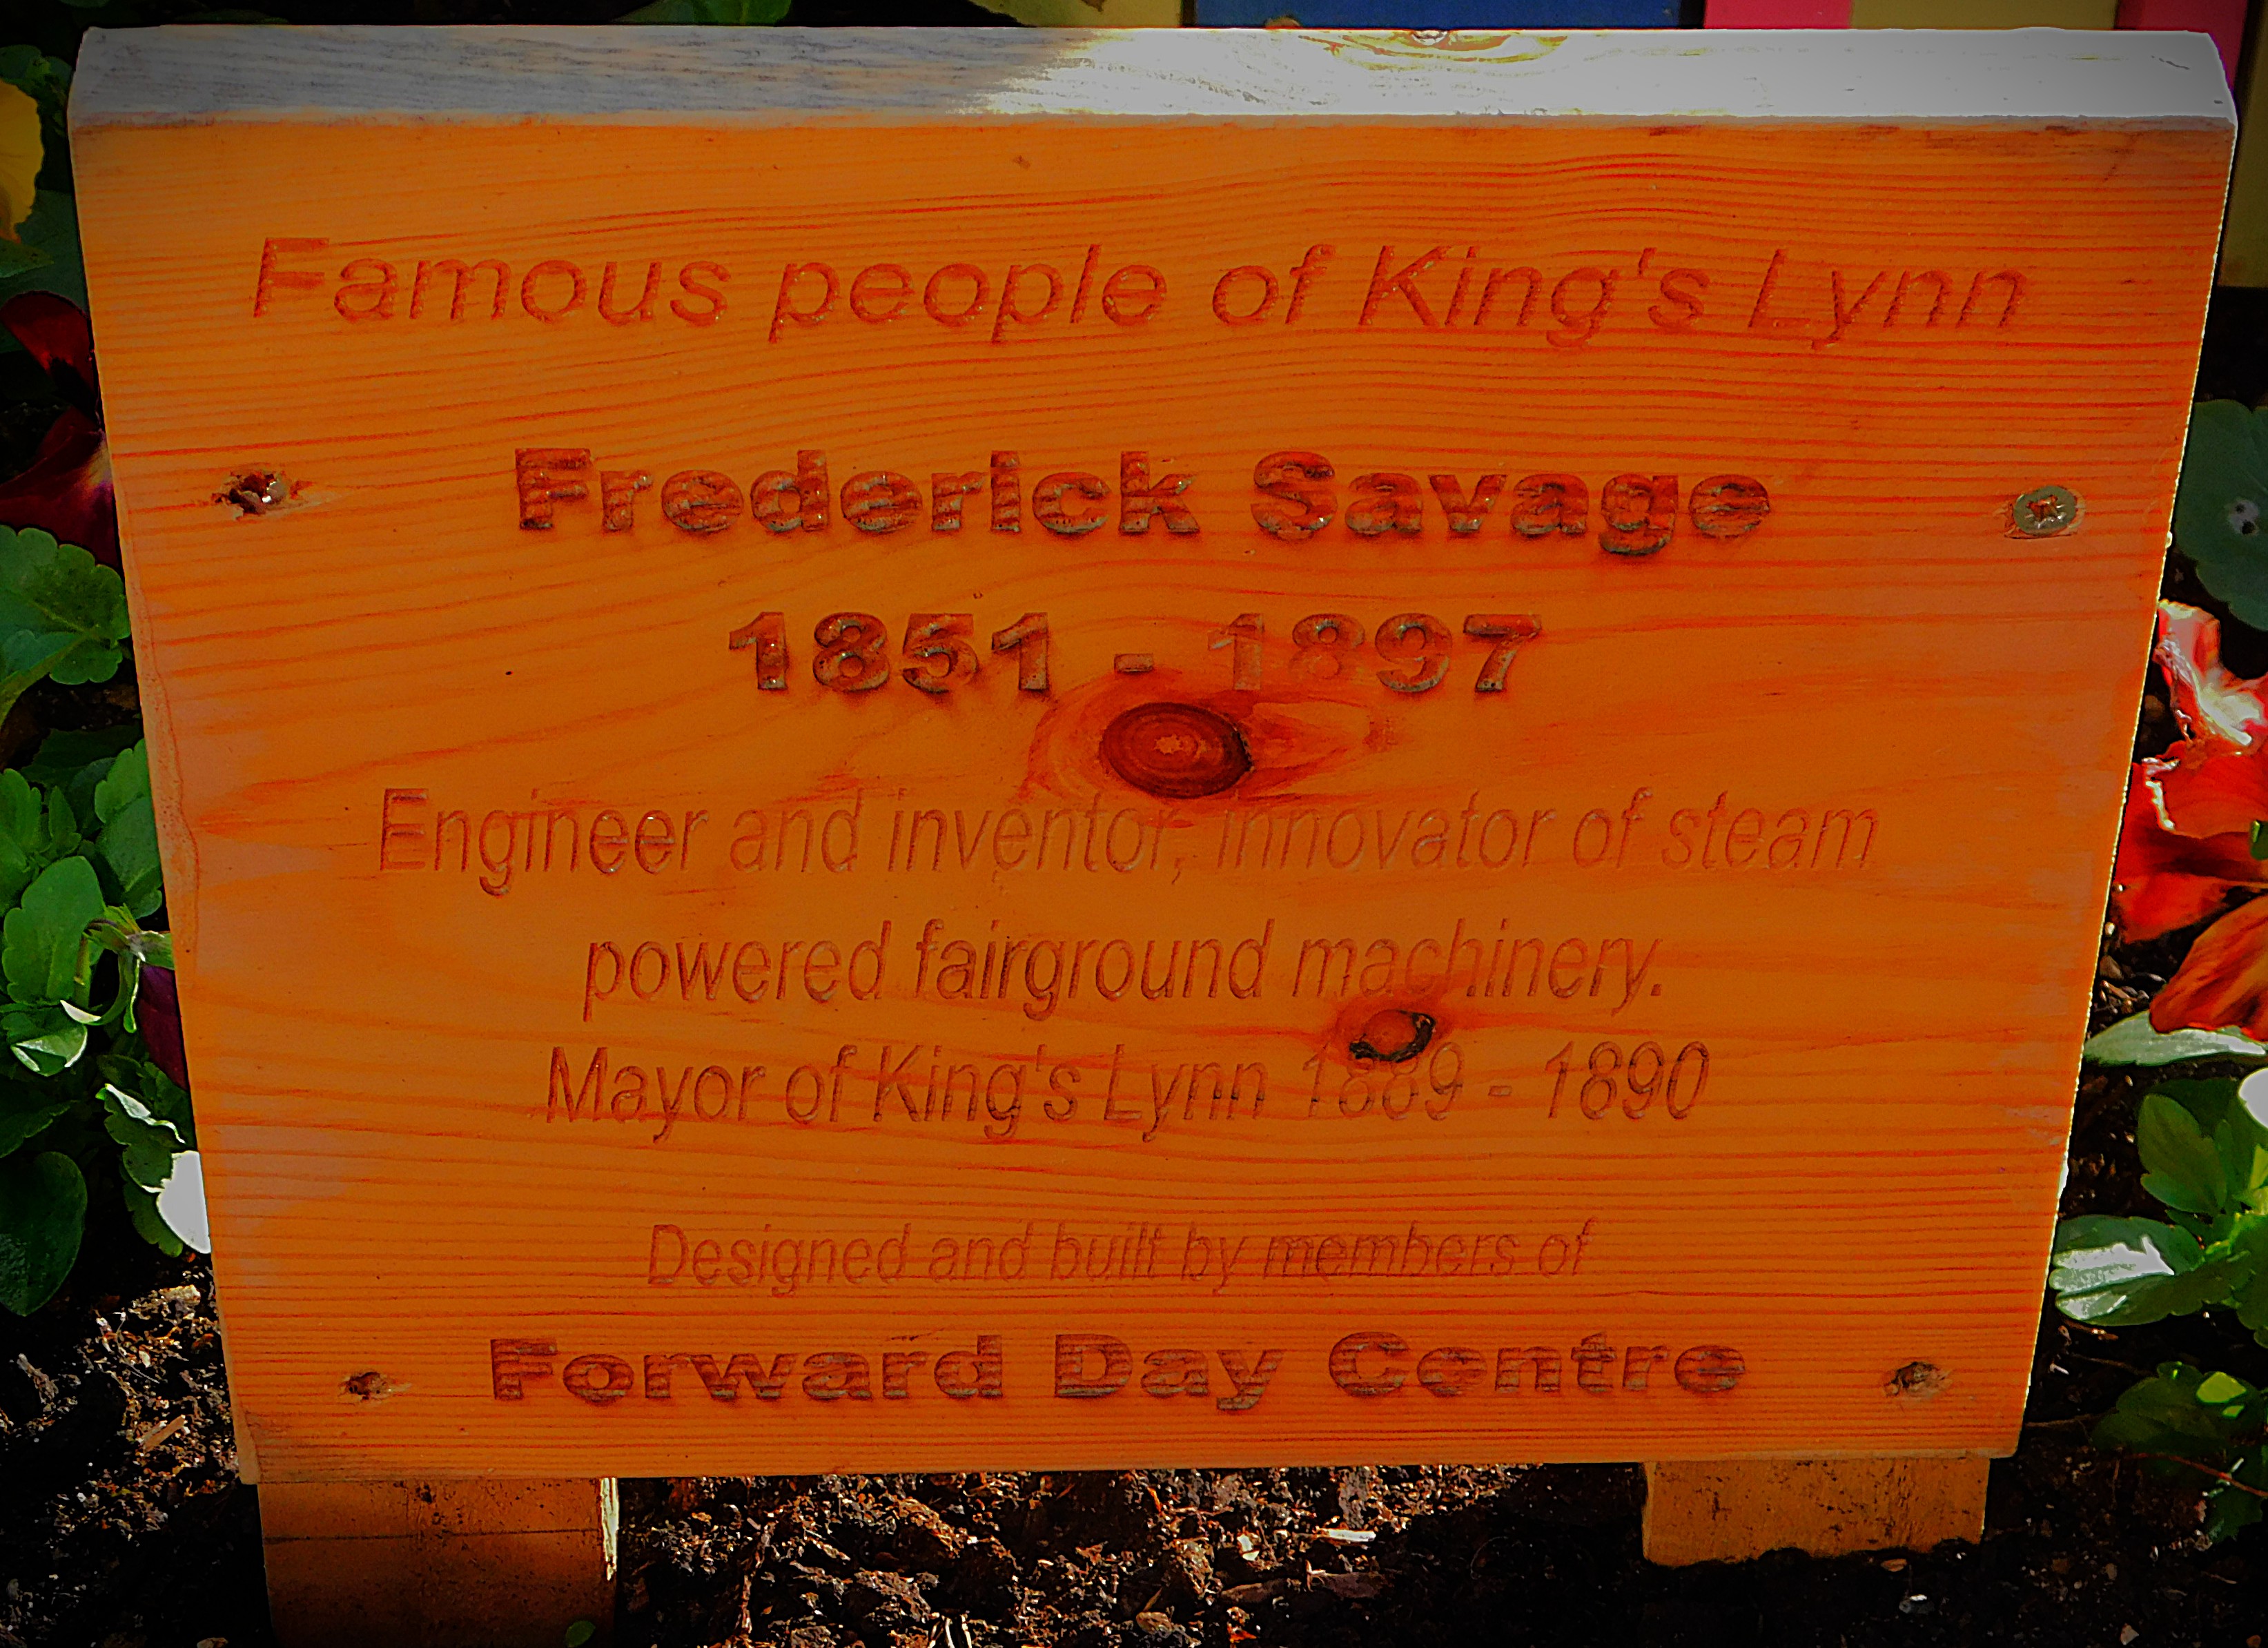 Famous people of King's Lynn
Frederick Savage
1851 - 1897
Engineer and inventor, innovator of steam
powered fairground machinery.
Mayor of King's Lynn 1889 - 1890
Designed and built by members of
Forward Day Centre